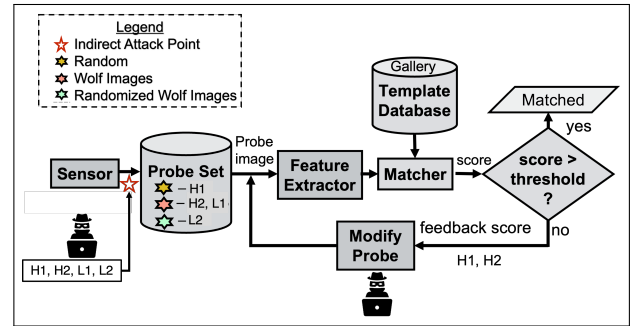 Legend
Indirect Attack Point
Random
Wolf Images
Randomized Wolf Images
Gallery
Template
Database
Matched
yes
Sensor
Probe Set
– H1
– H2, L1
– L2
Probe
image
Feature
Extractor
Matcher
score
score >
threshold
?
no
feedback score
H1, H2
Modify
Probe
H1, H2, L1, L2